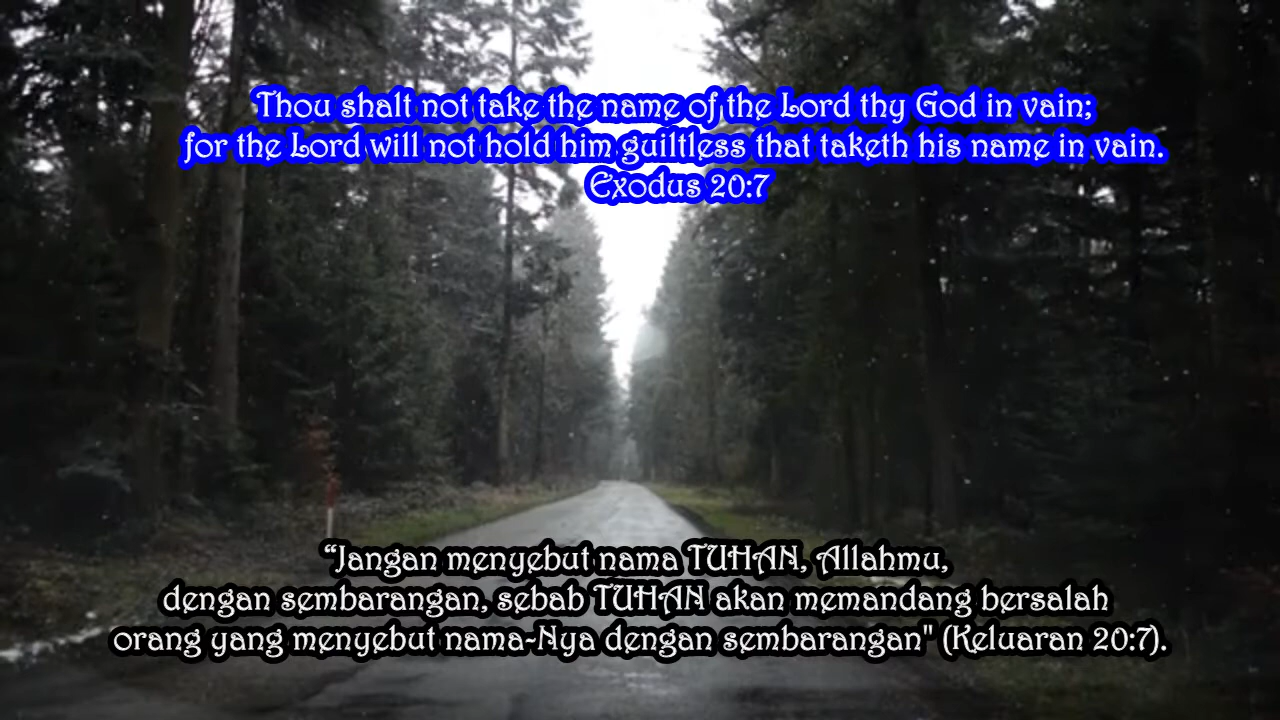 Thou shalt not take the name of the Lord thy God in vain;
for the Lord will not hold him guiltless that taketh his name in vain.
Exodus 20:7
“Jangan menyebut nama TUHAN, Allahmu,
dengan sembarangan, sebab TUHAN akan memandang bersalah
orang yang menyebut nama-Nya dengan sembarangan" (Keluaran 20:7).